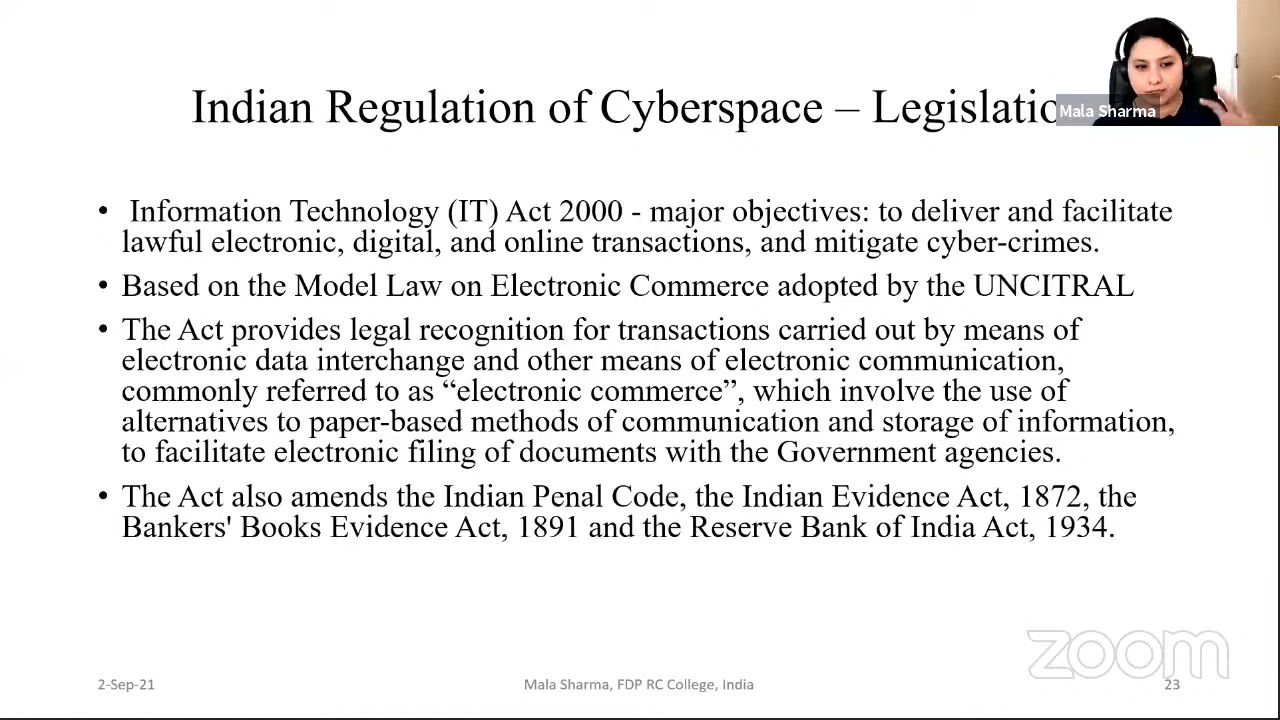 Indian Regulation of Cyberspace – Legislatio
Mala Sharma
• Information Technology (IT) Act 2000 - major objectives: to deliver and facilitate
lawful electronic, digital, and online transactions, and mitigate cyber-crimes.
• Based on the Model Law on Electronic Commerce adopted by the UNCITRAL
• The Act provides legal recognition for transactions carried out by means of
electronic data interchange and other means of electronic communication,
commonly referred to as “electronic commerce”, which involve the use of
alternatives to paper-based methods of communication and storage of information,
to facilitate electronic filing of documents with the Government agencies.
• The Act also amends the Indian Penal Code, the Indian Evidence Act, 1872, the
Bankers' Books Evidence Act, 1891 and the Reserve Bank of India Act, 1934.
zoom
2-Sep-21
Mala Sharma, FDP RC College, India
23